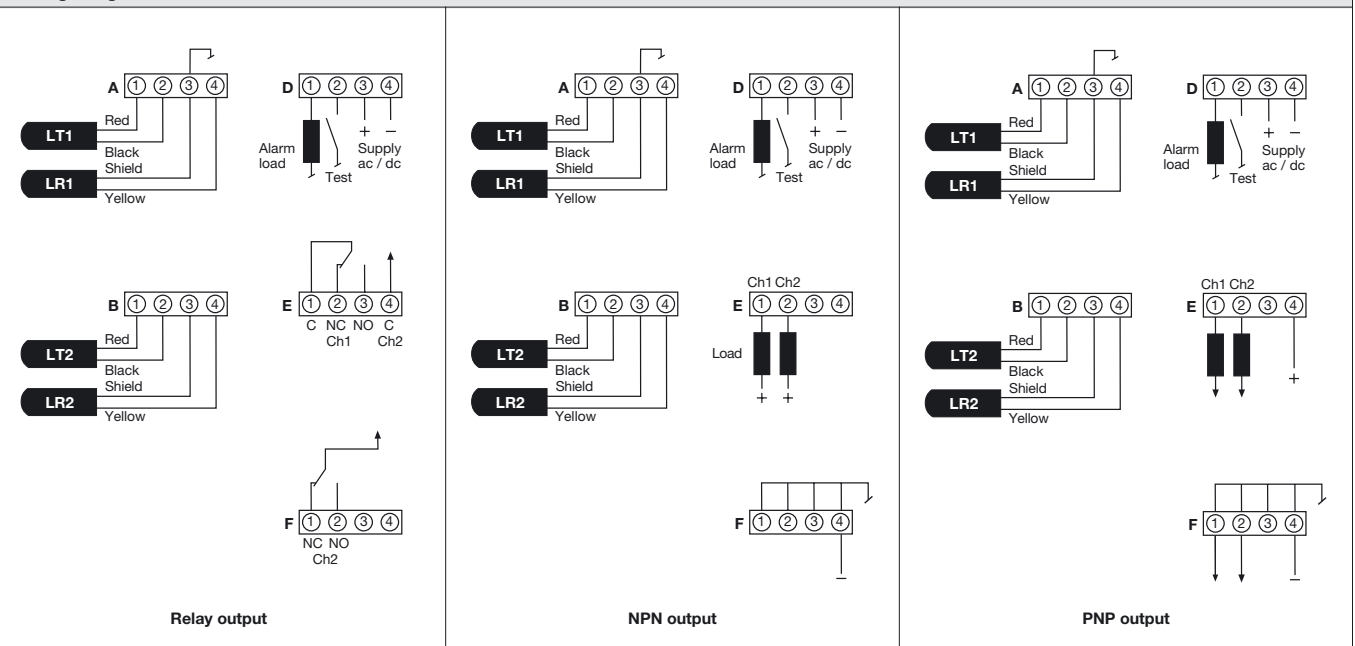 A 1 2 3 4
LT1 Red
Black
LR1 Shield
Yellow
D 1 2 3 4
Alarm load
Test
+ −
Supply ac / dc
B 1 2 3 4
LT2 Red
Black
LR2 Shield
Yellow
E 1 2 3 4
C NC NO C
Ch1 Ch2
F 1 2 3 4
NC NO
Ch2
Relay output
A 1 2 3 4
LT1 Red
Black
LR1 Shield
Yellow
D 1 2 3 4
Alarm load
Test
+ −
Supply ac / dc
B 1 2 3 4
LT2 Red
Black
LR2 Shield
Yellow
Ch1 Ch2
E 1 2 3 4
Load
+ +
F 1 2 3 4
−
NPN output
A 1 2 3 4
LT1 Red
Black
LR1 Shield
Yellow
D 1 2 3 4
Alarm load
Test
+ −
Supply ac / dc
B 1 2 3 4
LT2 Red
Black
LR2 Shield
Yellow
Ch1 Ch2
E 1 2 3 4
+
F 1 2 3 4
−
PNP output